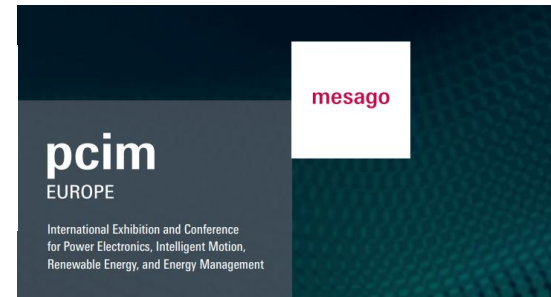 mesago
pcim
EUROPE
International Exhibition and Conference
for Power Electronics, Intelligent Motion,
Renewable Energy, and Energy Management